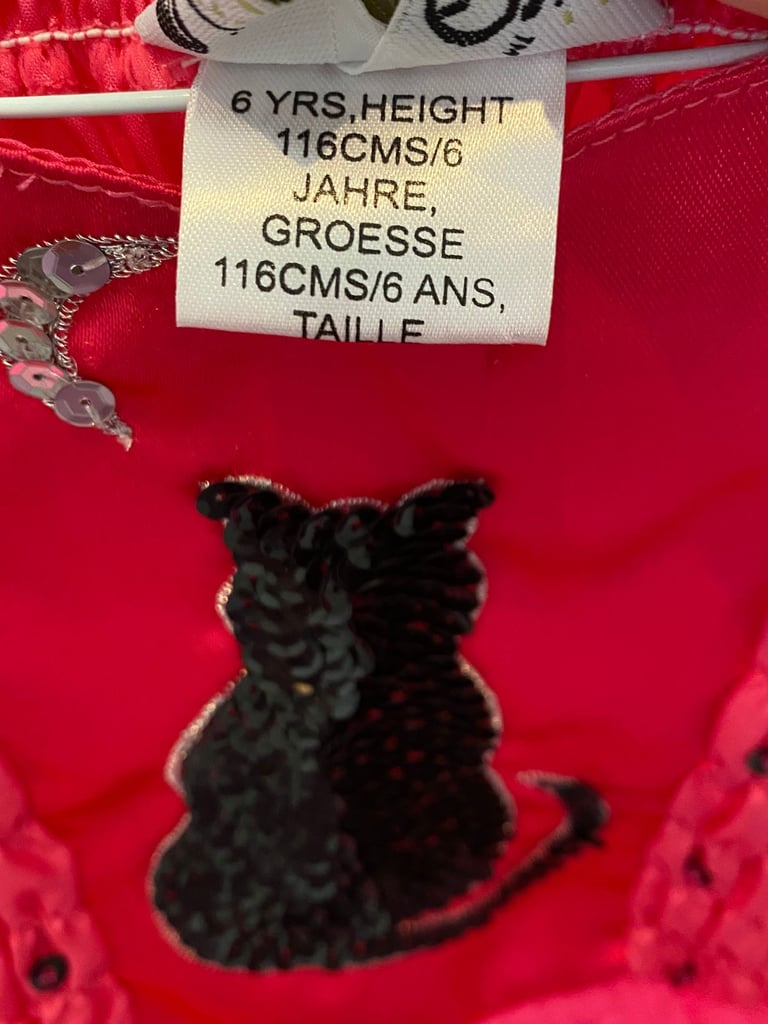 6 YRS,HEIGHT
116CMS/6
JAHRE,
GROESSE
116CMS/6 ANS,
TAILLE